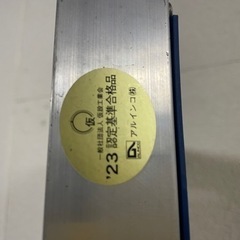 仮
一般社団法人 仮設工業会
'23 認定基準合格品
アルインコ㈱